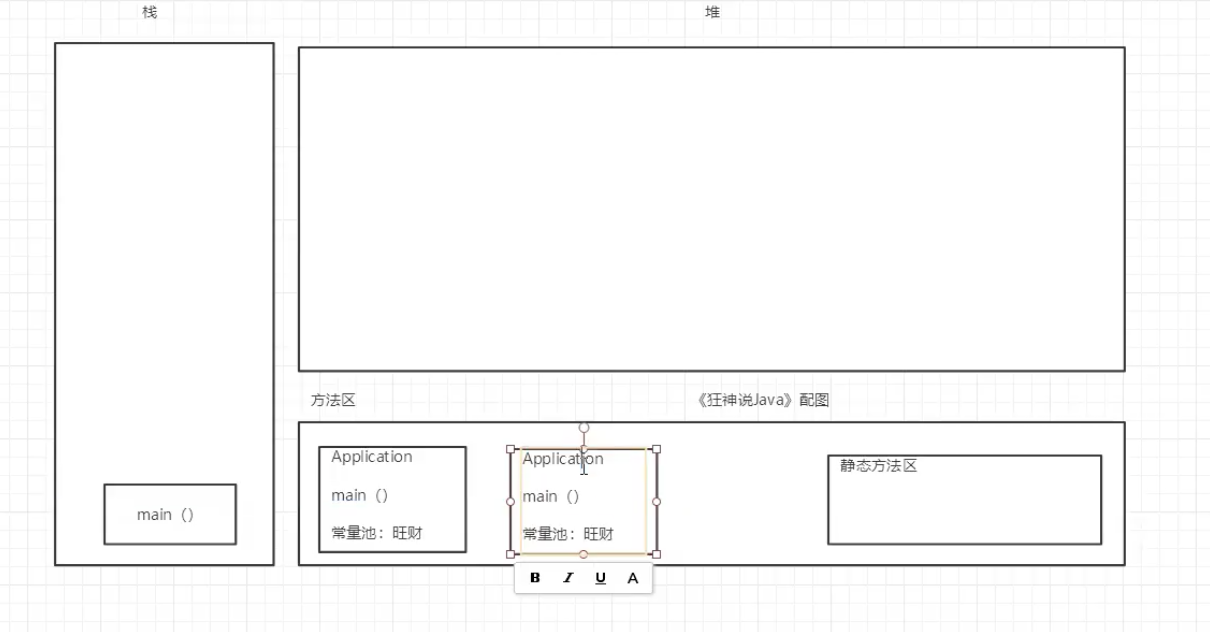 栈
堆
方法区
《狂神说Java》配图
Application
main（）
常量池：旺财
Application
main（）
常量池：旺财
静态方法区
main（）
B I U A